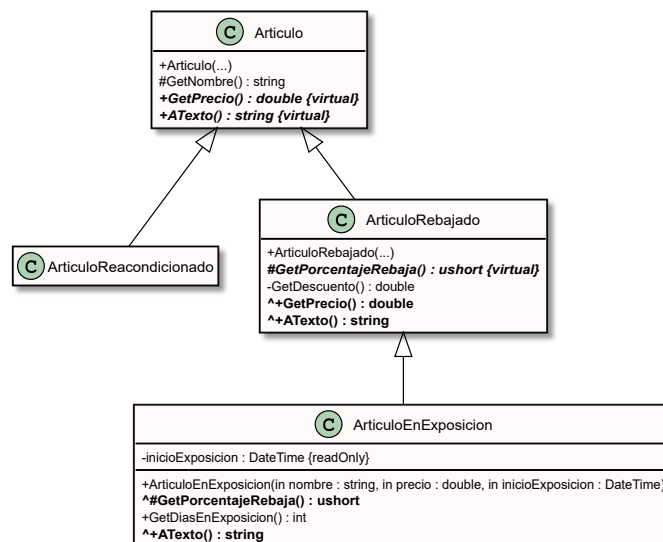 C Articulo
+Articulo(...)
#GetNombre() : string
+GetPrecio() : double {virtual}
+ATexto() : string {virtual}
C ArticuloReacondicionado
C ArticuloRebajado
+ArticuloRebajado(...)
#GetPorcentajeRebaja() : ushort {virtual}
-GetDescuento() : double
^+GetPrecio() : double
^+ATexto() : string
C ArticuloEnExposicion
-inicioExposicion : DateTime {readOnly}
+ArticuloEnExposicion(in nombre : string, in precio : double, in inicioExposicion : DateTime)
^#GetPorcentajeRebaja() : ushort
+GetDiasEnExposicion() : int
^+ATexto() : string